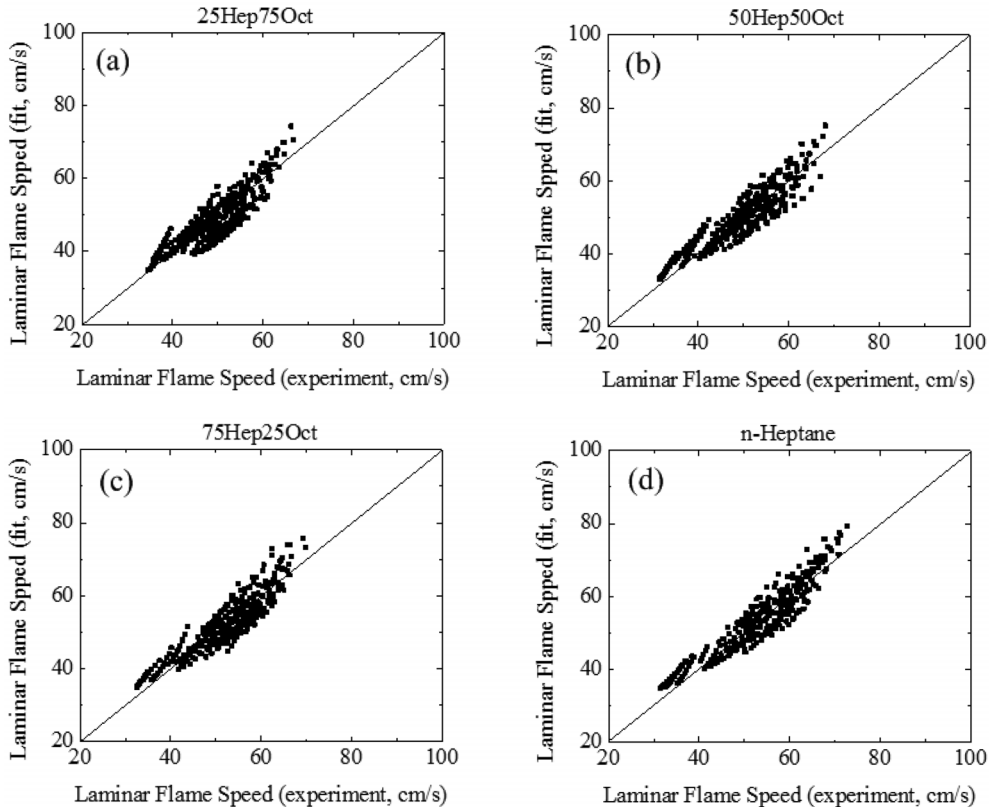 25Hep75Oct
100
80
60
40
20
(a)
Laminar Flame Spped (fit, cm/s)
20 40 60 80 100
Laminar Flame Speed (experiment, cm/s)
50Hep50Oct
100
80
60
40
20
(b)
Laminar Flame Spped (fit, cm/s)
20 40 60 80 100
Laminar Flame Speed (experiment, cm/s)
75Hep25Oct
100
80
60
40
20
(c)
Laminar Flame Spped (fit, cm/s)
20 40 60 80 100
Laminar Flame Speed (experiment, cm/s)
n-Heptane
100
80
60
40
20
(d)
Laminar Flame Spped (fit, cm/s)
20 40 60 80 100
Laminar Flame Speed (experiment, cm/s)